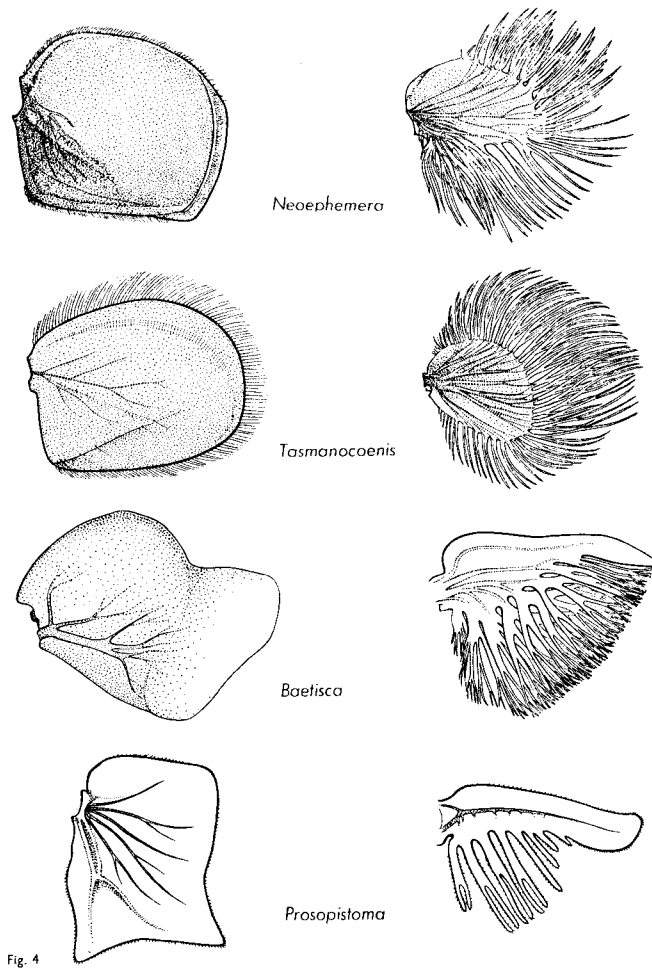 Neoephemera
Tasmanocoenis
Baetisca
Prosopistoma
Fig. 4